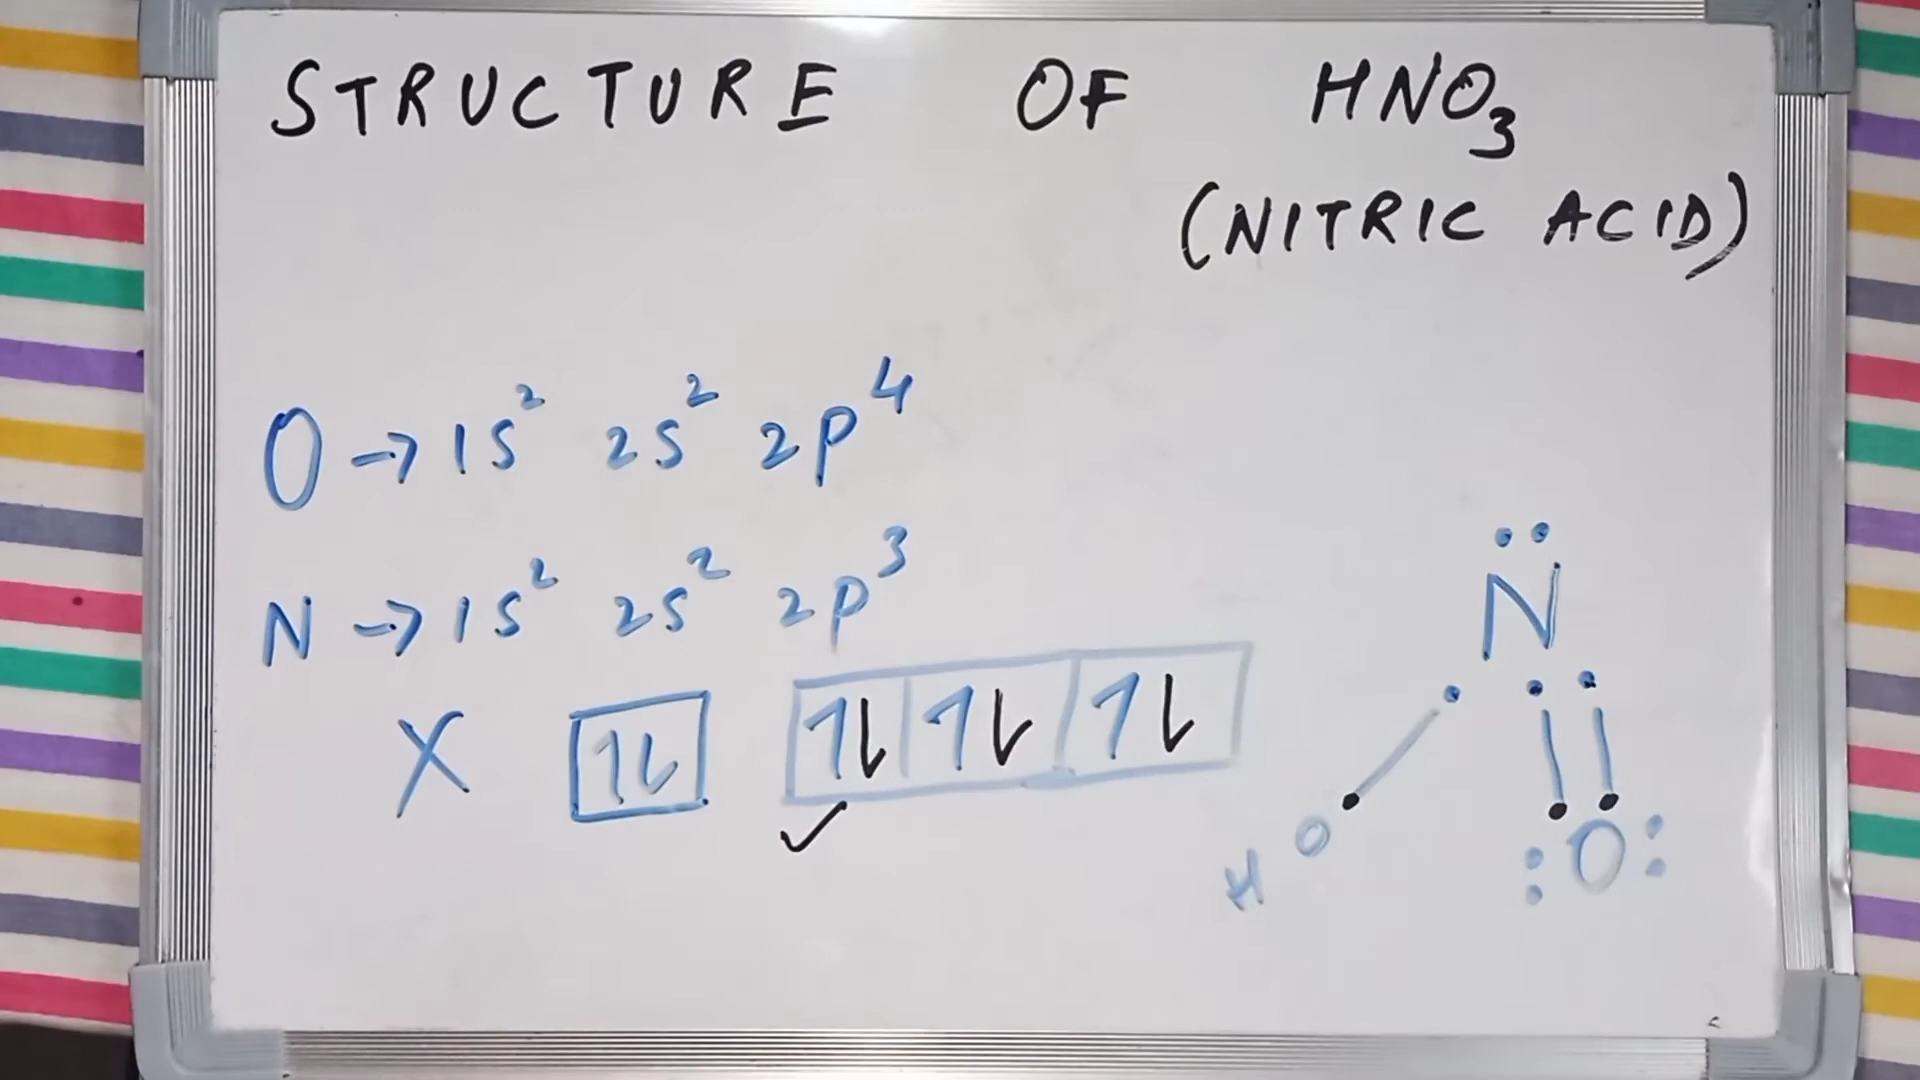 STRUCTURE OF HNO₃
(NITRIC ACID)
O → 1s² 2s² 2p⁴
N → 1s² 2s² 2p³
X ↑↓ ↑↓ ↑↓ ↑↓
✓
N
H O O